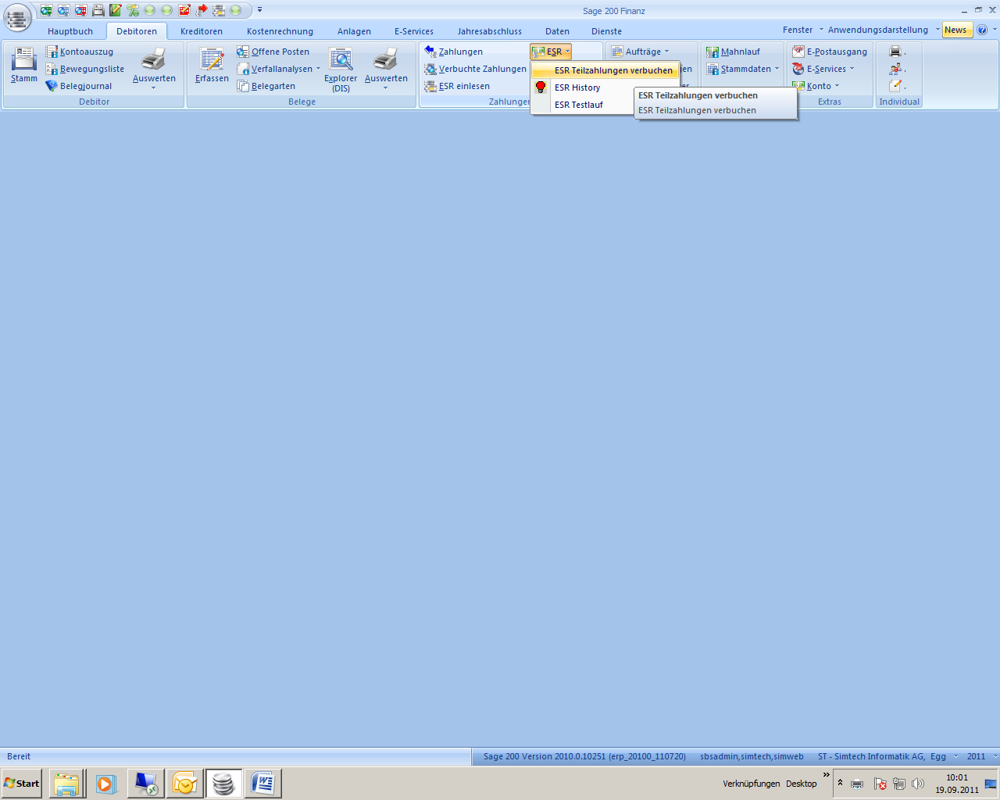 Sage 200 Finanz
Hauptbuch Debitoren Kreditoren Kostenrechnung Anlagen E-Services Jahresabschluss Daten Dienste Fenster Anwendungsdarstellung News
Stamm
Kontoauszug
Bewegungsliste
Belegjournal
Auswerten
Debitor
Erfassen
Offene Posten
Verfallanalysen
Belegarten
Explorer
(DIS)
Auswerten
Belege
Zahlungen
Verbuchte Zahlungen
ESR einlesen
ESR
ESR Teilzahlungen verbuchen
ESR History
ESR Testlauf
ESR Teilzahlungen verbuchen
ESR Teilzahlungen verbuchen
Aufträge
Mahnlauf
Stammdaten
E-Postausgang
E-Services
Konto
Extras
Individual
Bereit
Sage 200 Version 2010.0.10251 (erp_20100_110720) sbsadmin,simtech,simweb ST - Simtech Informatik AG, Egg 2011
Start
Verknüpfungen Desktop
10:01
19.09.2011